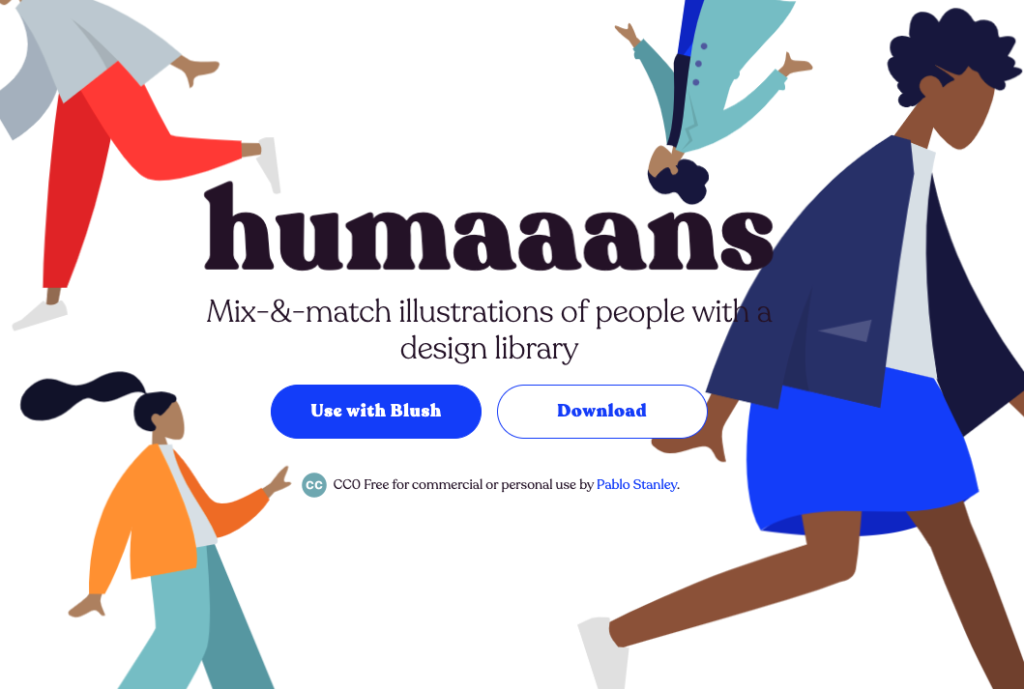 humaaans
Mix-&-match illustrations of people with a
design library
Use with Blush
Download
CC CC0 Free for commercial or personal use by Pablo Stanley.